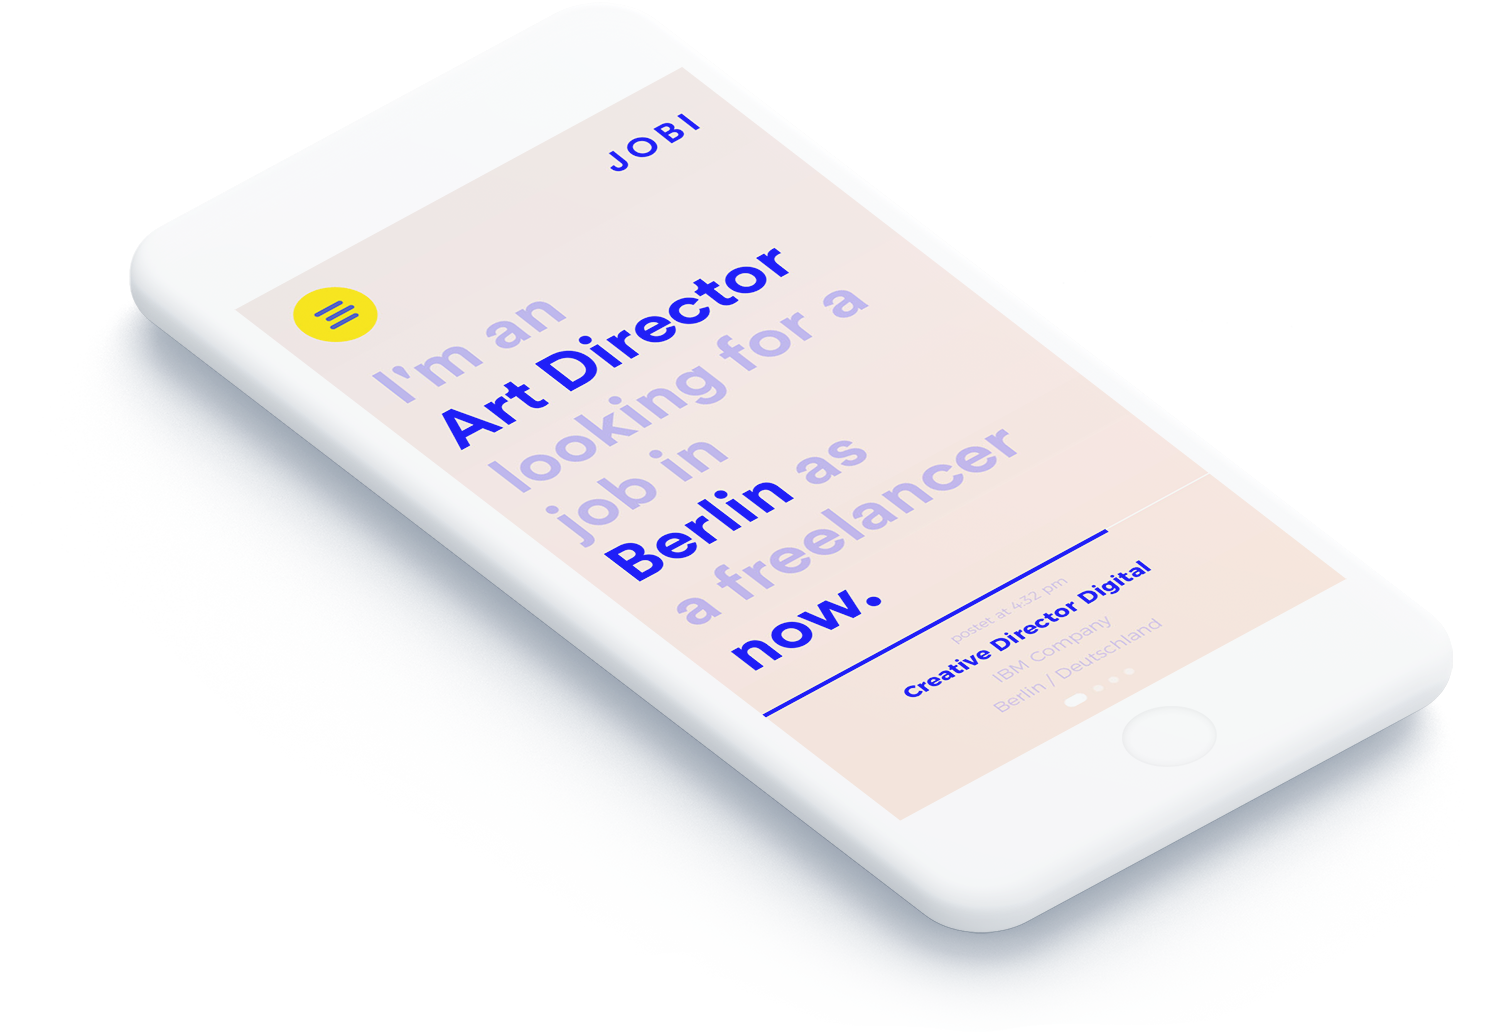 JOBI
I'm an
Art Director
looking for a
job in
Berlin as
a freelancer
now.
postet at 4:32 pm
Creative Director Digital
IBM Company
Berlin / Deutschland